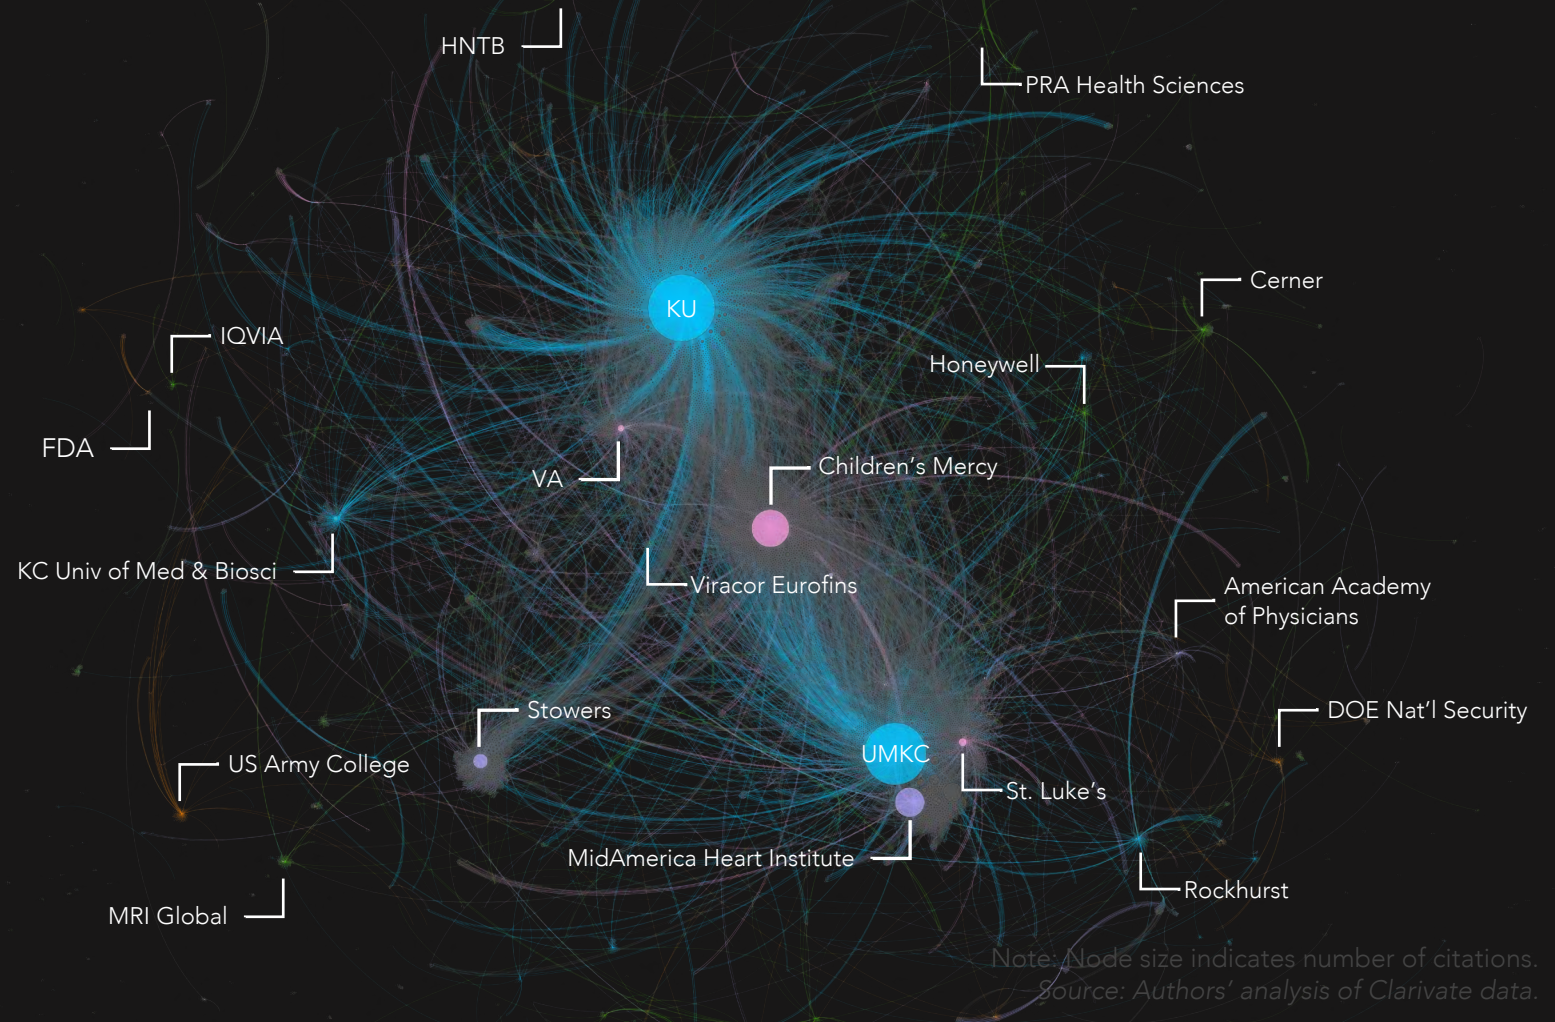 HNTB
PRA Health Sciences
Cerner
KU
IQVIA
Honeywell
FDA
Children’s Mercy
VA
KC Univ of Med & Biosci
Viracor Eurofins
American Academy
of Physicians
Stowers
DOE Nat’l Security
UMKC
US Army College
St. Luke’s
MidAmerica Heart Institute
Rockhurst
MRI Global
Note: Node size indicates number of citations.
Source: Authors’ analysis of Clarivate data.